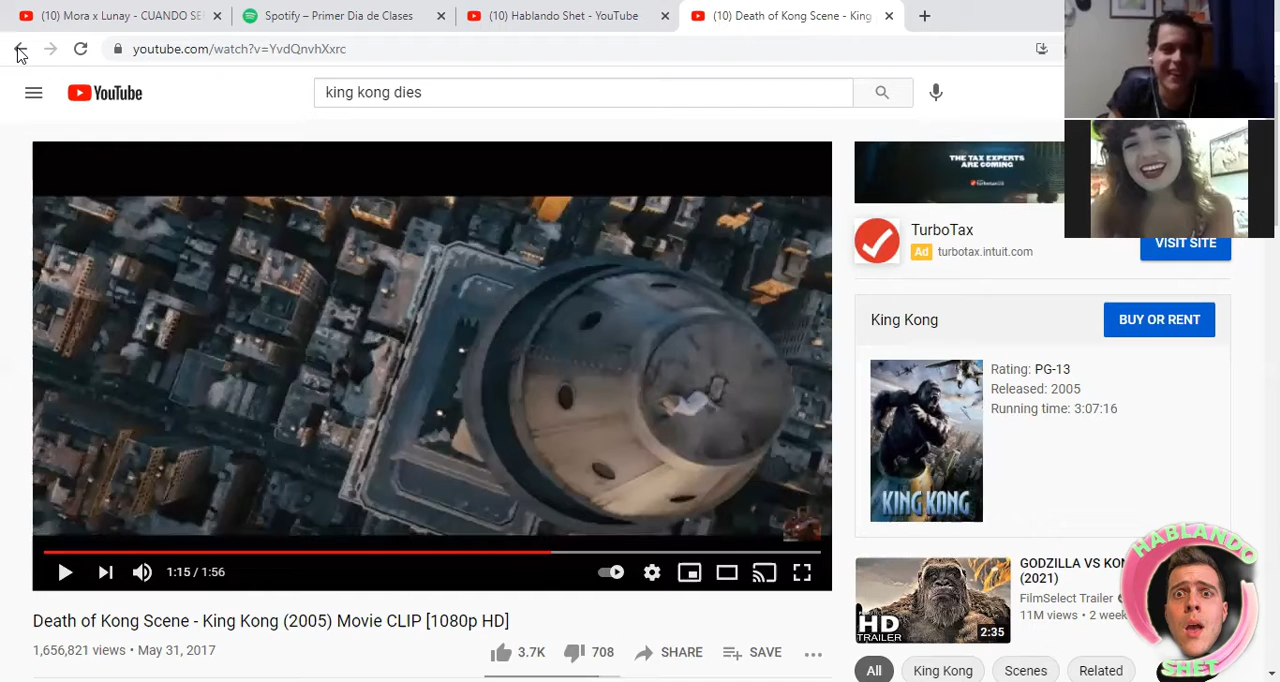 (10) Mora x Lunay - CUANDO SE
Spotify – Primer Dia de Clases
(10) Hablando Shet - YouTube
(10) Death of Kong Scene - King
youtube.com/watch?v=YvdQnvhXxrc
YouTube
king kong dies
THE TAX EXPERTS
ARE COMING
TurboTax
Ad turbotax.intuit.com
VISIT SITE
King Kong
BUY OR RENT
Rating: PG-13
Released: 2005
Running time: 3:07:16
KING KONG
1:15 / 1:56
HD
TRAILER
2:35
GODZILLA VS KON
(2021)
FilmSelect Trailer
11M views • 2 week
HABLANDO
SHET
Death of Kong Scene - King Kong (2005) Movie CLIP [1080p HD]
1,656,821 views • May 31, 2017
3.7K
708
SHARE
SAVE
All
King Kong
Scenes
Related